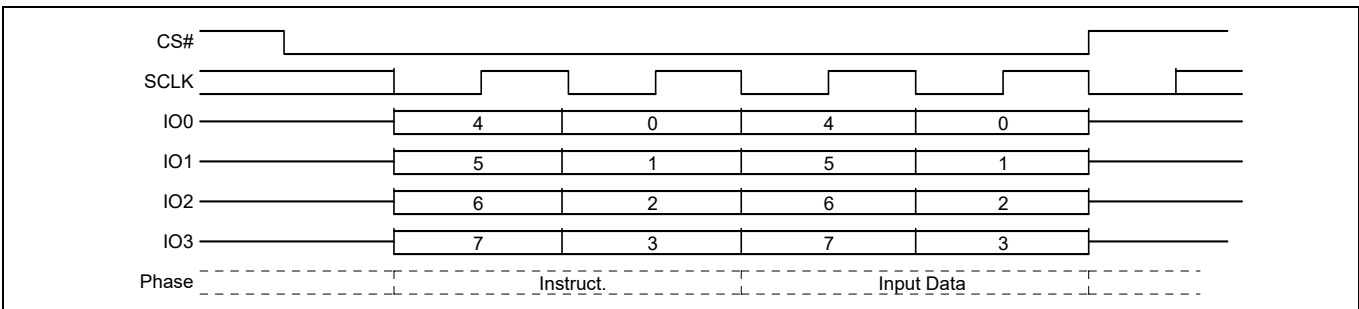 CS#
SCLK
IO0 4 0 4 0
IO1 5 1 5 1
IO2 6 2 6 2
IO3 7 3 7 3
Phase Instruct. Input Data